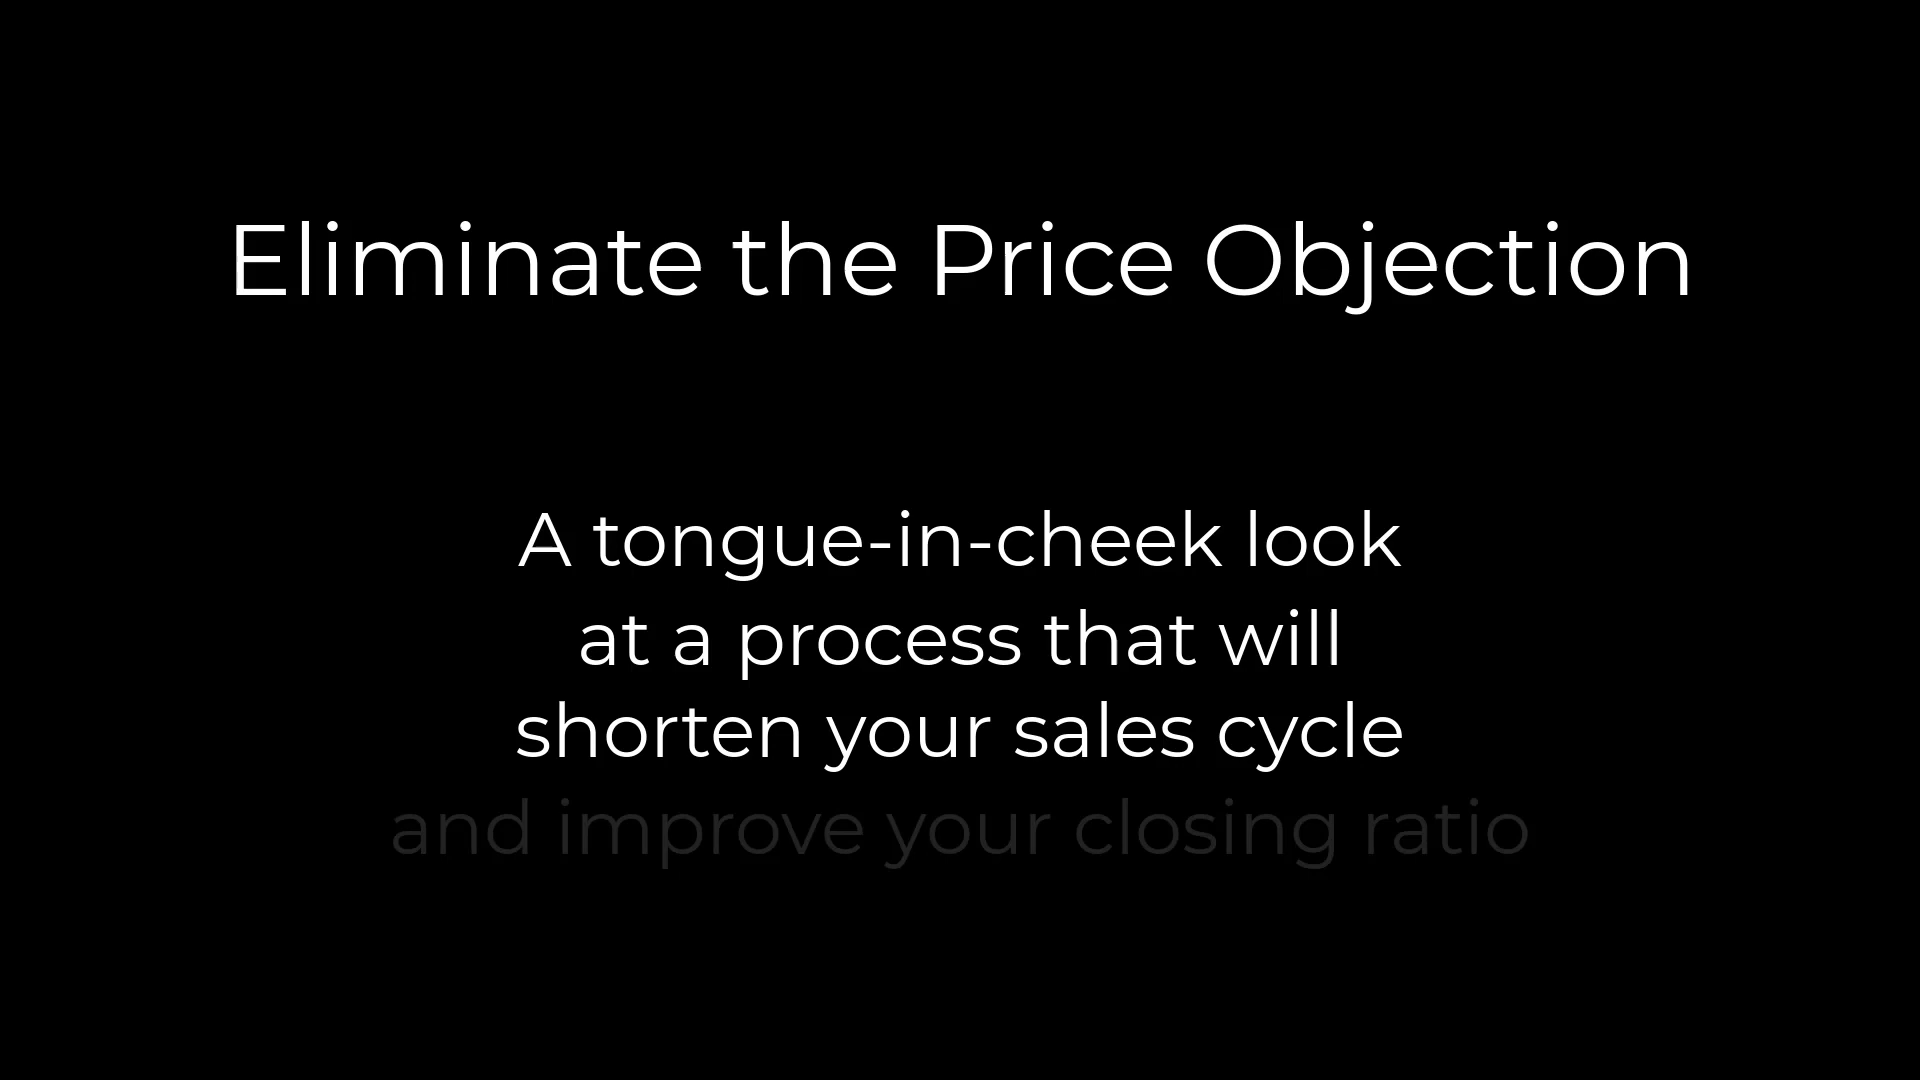 Eliminate the Price Objection
A tongue-in-cheek look
at a process that will
shorten your sales cycle
and improve your closing ratio